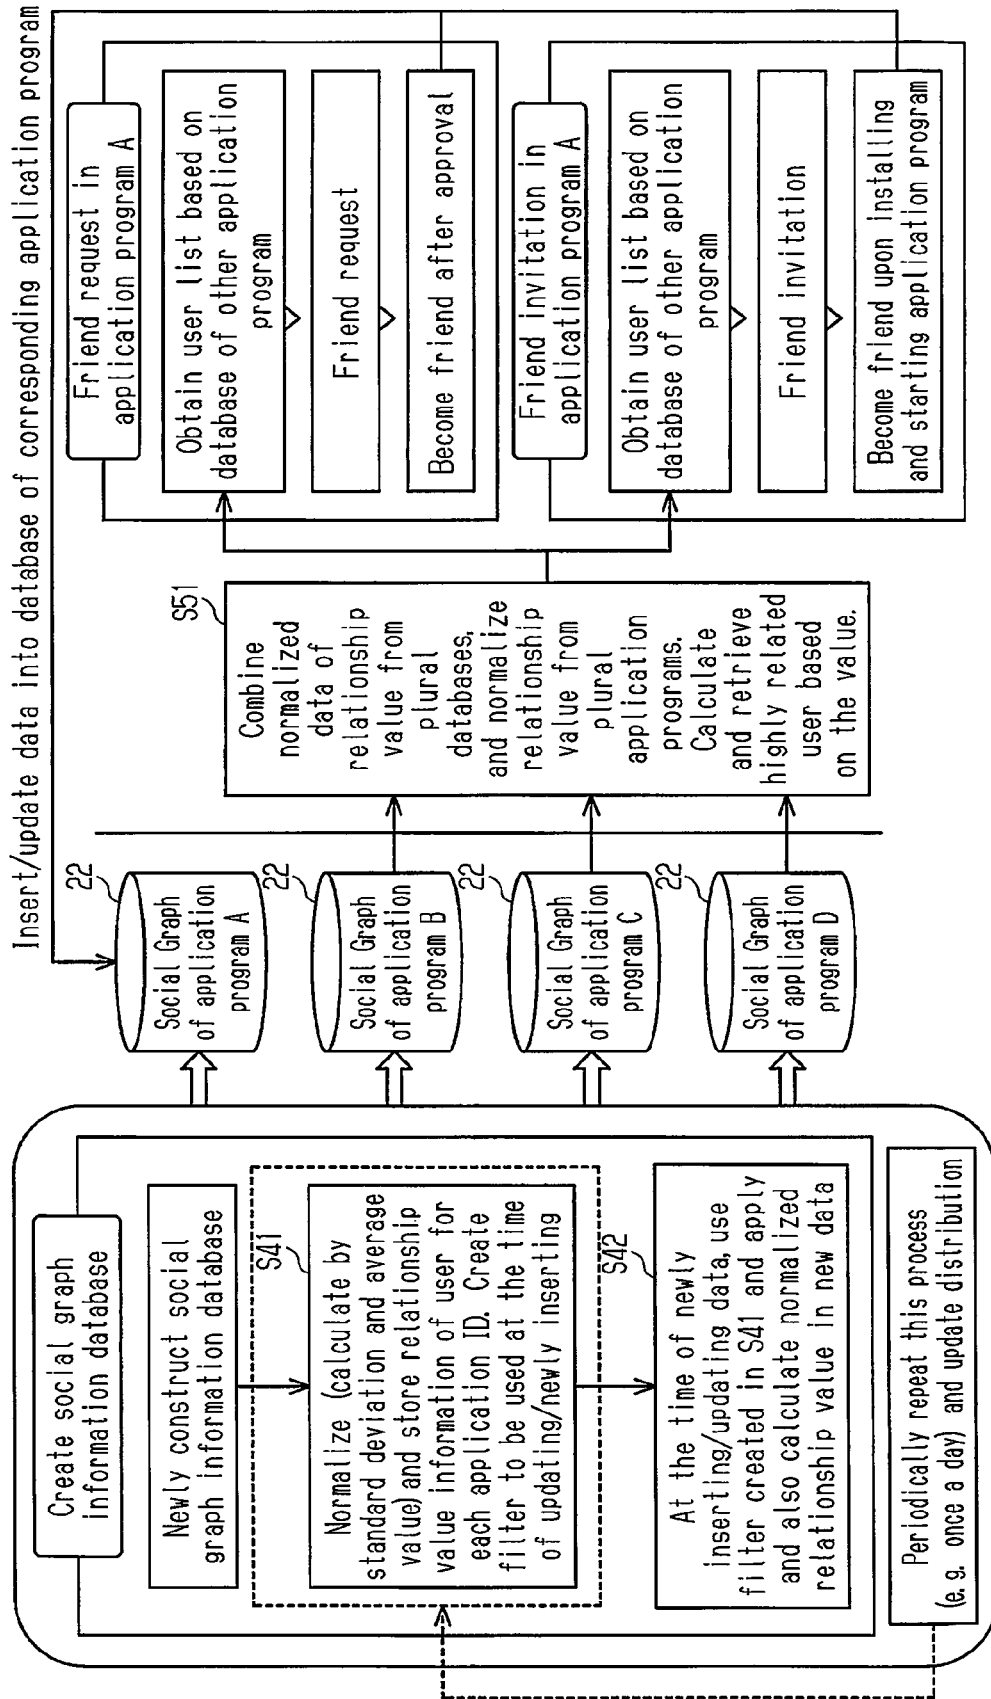 Insert/update data into database of corresponding application program
Create social graph
information database
Newly construct social
graph information database
S41
Normalize (calculate by
standard deviation and average
value) and store relationship
value information of user for
each application ID. Create
filter to be used at the time
of updating/newly inserting
S42
At the time of newly
inserting/updating data, use
filter created in S41 and apply
and also calculate normalized
relationship value in new data
Periodically repeat this process
(e.g. once a day) and update distribution
22
Social Graph
of application
program A
22
Social Graph
of application
program B
22
Social Graph
of application
program C
22
Social Graph
of application
program D
S51
Combine
normalized
data of
relationship
value from
plural
databases,
and normalize
relationship
value from
plural
application
programs.
Calculate
and retrieve
highly related
user based
on the value.
Friend request in
application program A
Obtain user list based on
database of other application
program
Friend request
Become friend after approval
Friend invitation in
application program A
Obtain user list based on
database of other application
program
Friend invitation
Become friend upon installing
and starting application program